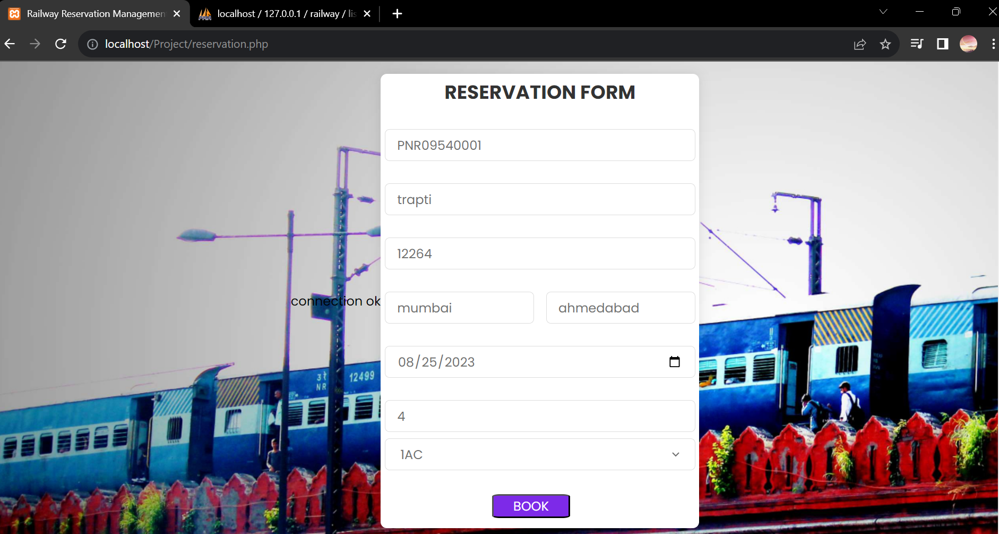 Railway Reservation Managemen
localhost / 127.0.0.1 / railway / lis
localhost/Project/reservation.php
RESERVATION FORM
PNR09540001
trapti
12264
connection ok
mumbai
ahmedabad
08/25/2023
उ रे 12499
NR
4
1AC
BOOK